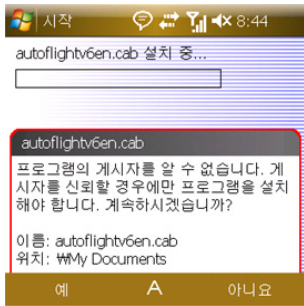 시작 8:44
autoflightv6en.cab 설치 중...
autoflightv6en.cab
프로그램의 게시자를 알 수 없습니다. 게
시자를 신뢰할 경우에만 프로그램을 설치
해야 합니다. 계속하시겠습니까?
이름: autoflightv6en.cab
위치: ₩My Documents
예 A 아니요